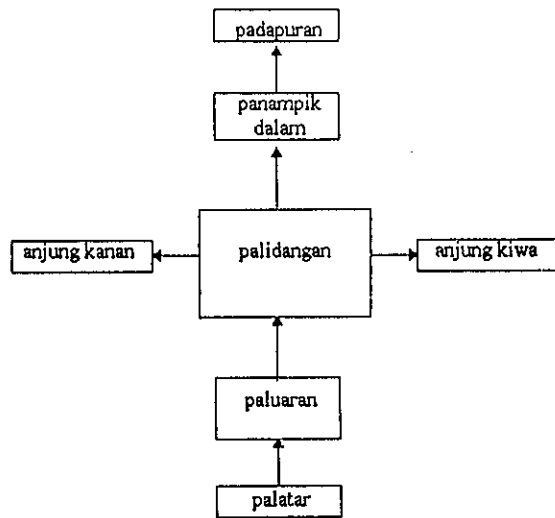 padapuran
panampik
dalam
anjung kanan
palidangan
anjung kiwa
paluaran
palatar